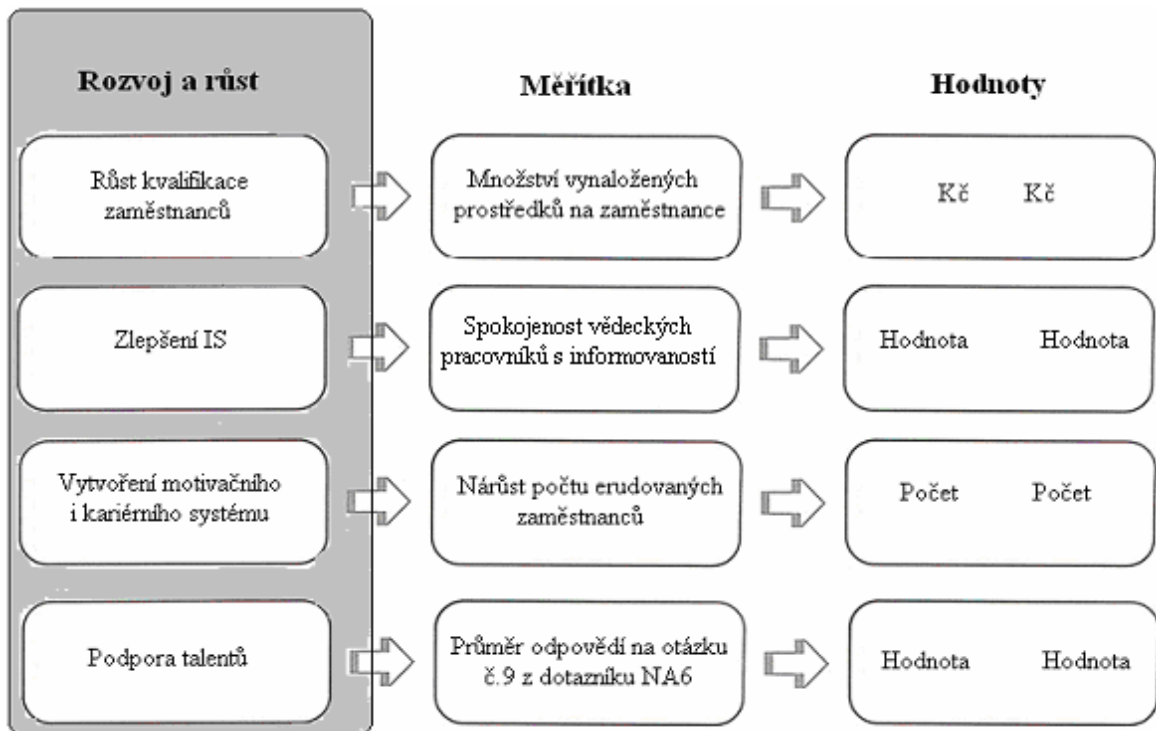 Rozvoj a růst
Měřítka
Hodnoty
Růst kvalifikace
zaměstnanců
Množství vynaložených
prostředků na zaměstnance
Kč Kč
Zlepšení IS
Spokojenost vědeckých
pracovníků s informovaností
Hodnota Hodnota
Vytvoření motivačního
i kariérního systému
Nárůst počtu erudovaných
zaměstnanců
Počet Počet
Podpora talentů
Průměr odpovědí na otázku
č.9 z dotazníku NA6
Hodnota Hodnota